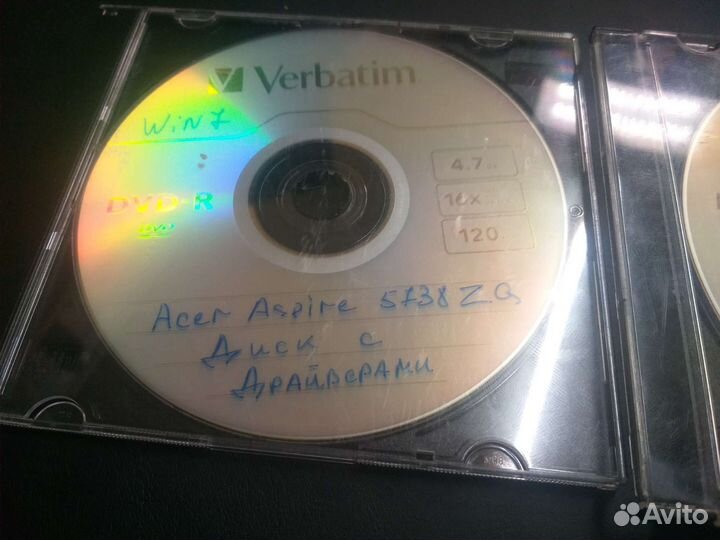 Verbatim
Win7
4.7
DVD-R
16x
120
Acer Aspire 5738ZG
Диск с
Драйверами
Avito